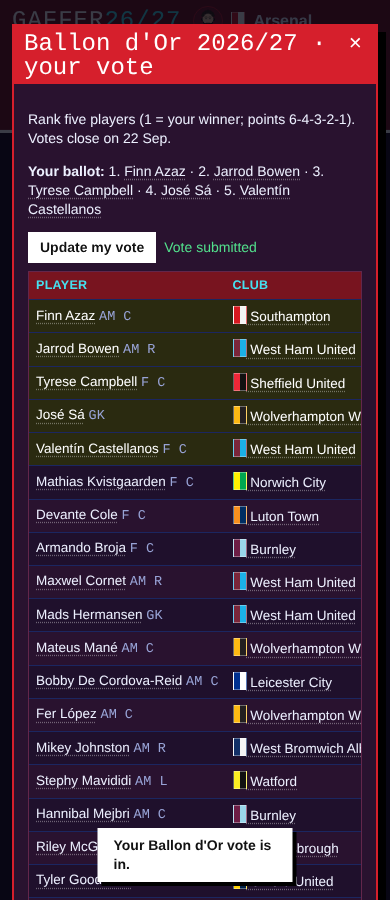 GAFFER26/27 Arsenal
Ballon d'Or 2026/27 · ×
your vote
Rank five players (1 = your winner; points 6-4-3-2-1).
Votes close on 22 Sep.
Your ballot: 1. Finn Azaz · 2. Jarrod Bowen · 3.
Tyrese Campbell · 4. José Sá · 5. Valentín
Castellanos
Update my vote Vote submitted
PLAYER CLUB
Finn Azaz AM C Southampton
Jarrod Bowen AM R West Ham United
Tyrese Campbell F C Sheffield United
José Sá GK Wolverhampton W
Valentín Castellanos F C West Ham United
Mathias Kvistgaarden F C Norwich City
Devante Cole F C Luton Town
Armando Broja F C Burnley
Maxwel Cornet AM R West Ham United
Mads Hermansen GK West Ham United
Mateus Mané AM C Wolverhampton W
Bobby De Cordova-Reid AM C Leicester City
Fer López AM C Wolverhampton W
Mikey Johnston AM R West Bromwich Al
Stephy Mavididi AM L Watford
Hannibal Mejbri AM C Burnley
Riley McG brough
Tyler Good United
Your Ballon d'Or vote is
in.